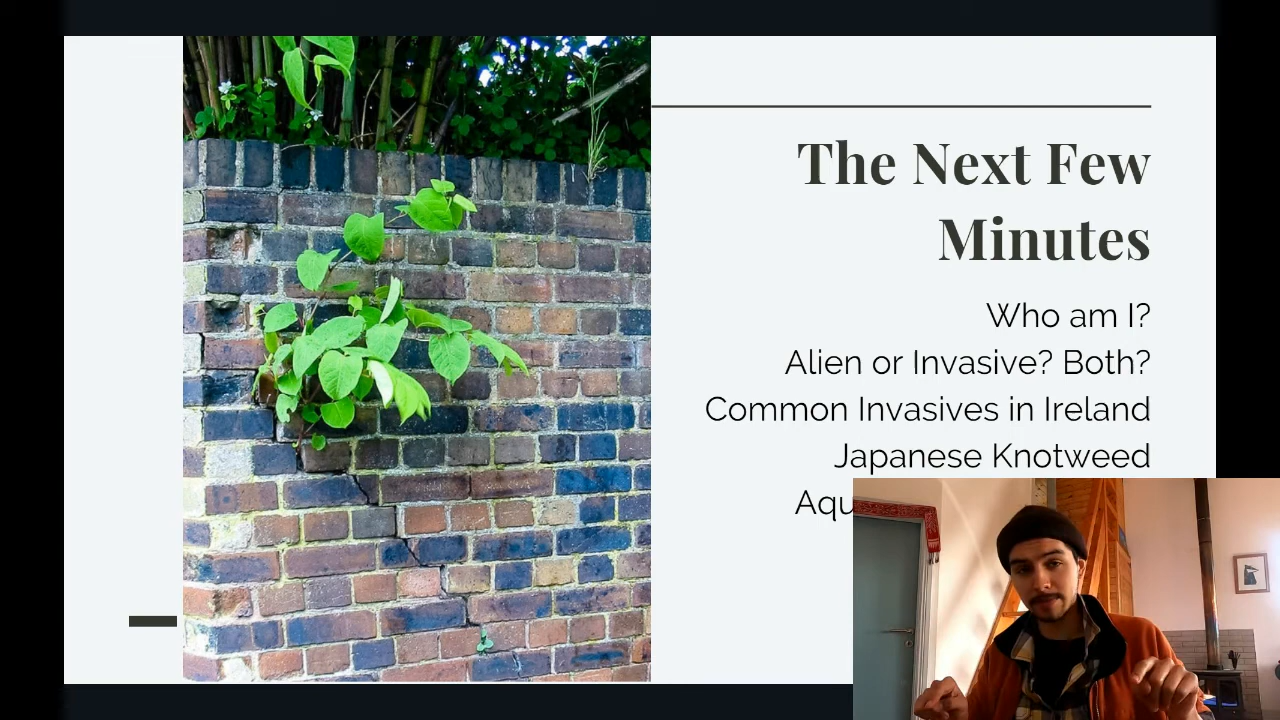 The Next Few
Minutes
Who am I?
Alien or Invasive? Both?
Common Invasives in Ireland
Japanese Knotweed